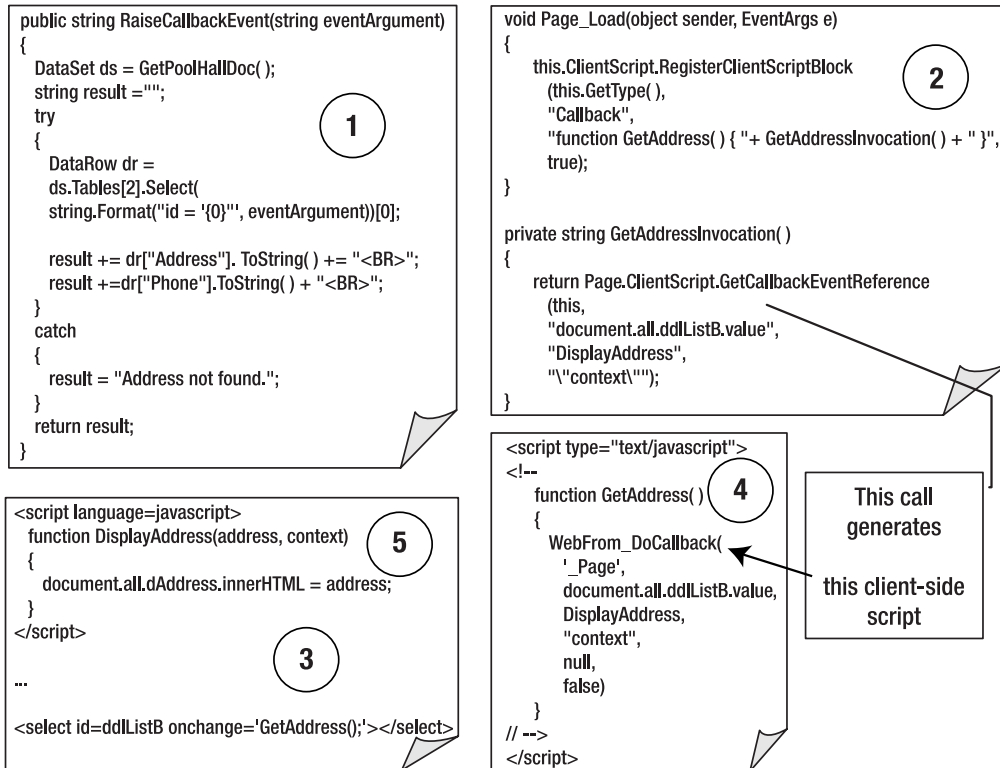 public string RaiseCallbackEvent(string eventArgument)
{
DataSet ds = GetPoolHallDoc( );
string result ="";
try
{
DataRow dr =
ds.Tables[2].Select(
string.Format("id = '{0}"', eventArgument))[0];
result += dr["Address"]. ToString( ) += "<BR>";
result +=dr["Phone"].ToString( ) + "<BR>";
}
catch
{
result = "Address not found.";
}
return result;
}
1
void Page_Load(object sender, EventArgs e)
{
this.ClientScript.RegisterClientScriptBlock
(this.GetType( ),
"Callback",
"function GetAddress( ) { "+ GetAddressInvocation( ) + " }",
true);
}
private string GetAddressInvocation( )
{
return Page.ClientScript.GetCallbackEventReference
(this,
"document.all.ddlListB.value",
"DisplayAddress",
"\"context\"");
}
2
<script language=javascript>
function DisplayAddress(address, context)
{
document.all.dAddress.innerHTML = address;
}
</script>
5
...
3
<select id=ddlListB onchange='GetAddress();'></select>
<script type="text/javascript">
<!--
function GetAddress( )
{
WebFrom_DoCallback(
'_Page',
document.all.ddlListB.value,
DisplayAddress,
"context",
null,
false)
}
// -->
</script>
4
This call
generates
this client-side
script